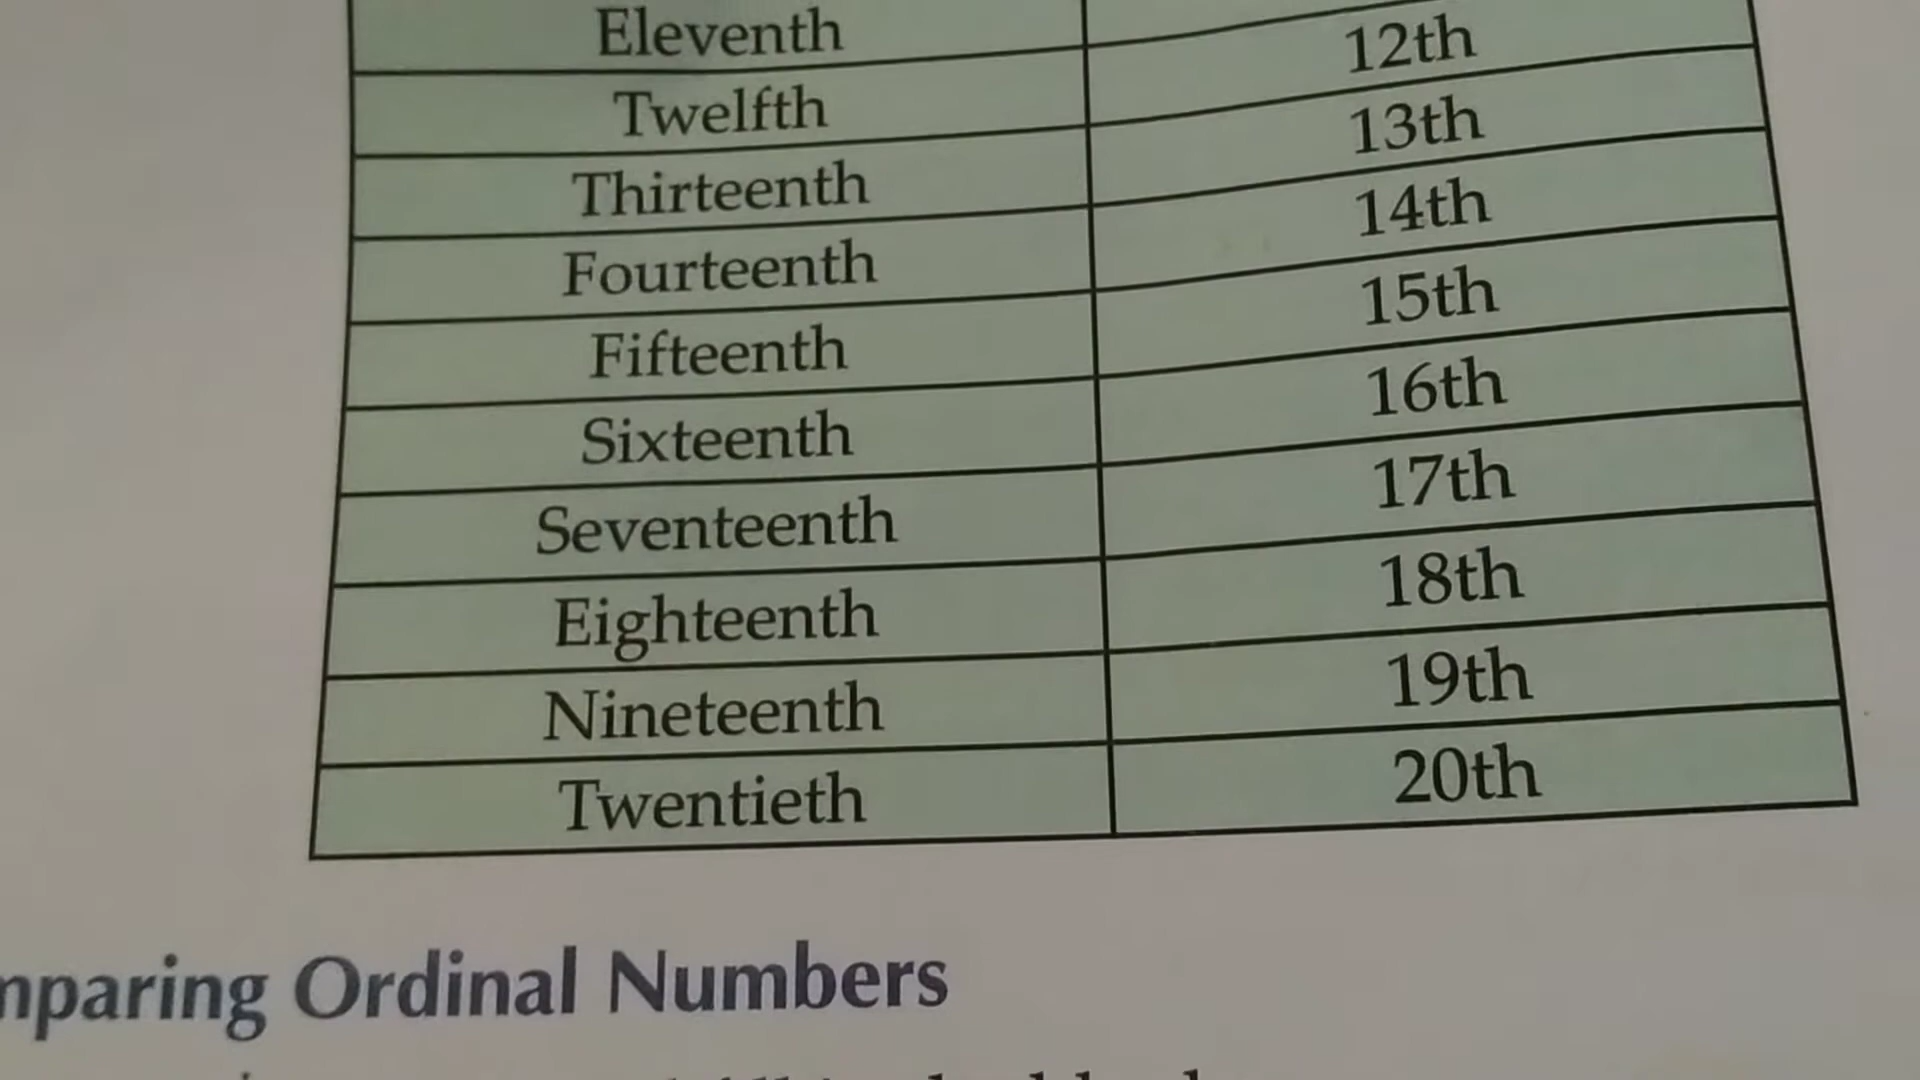 Eleventh
Twelfth 12th
Thirteenth 13th
Fourteenth 14th
Fifteenth 15th
Sixteenth 16th
Seventeenth 17th
Eighteenth 18th
Nineteenth 19th
Twentieth 20th
mparing Ordinal Numbers